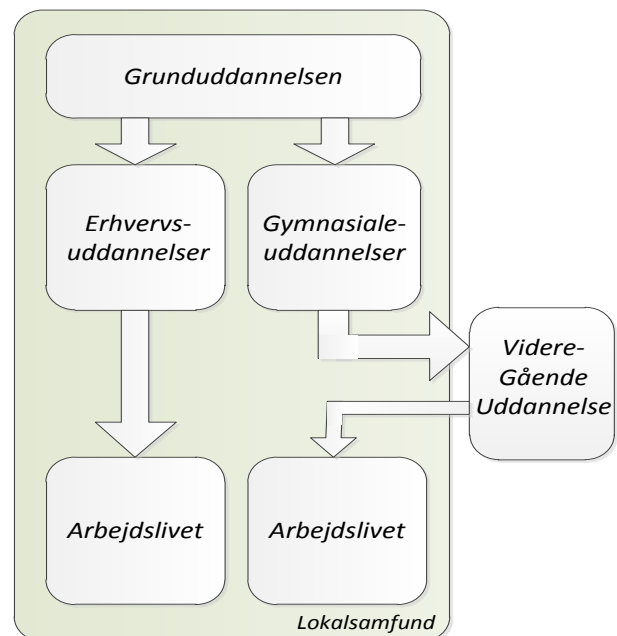 Grunduddannelsen
Erhvervs-
uddannelser
Gymnasiale-
uddannelser
Videre-
Gående
Uddannelse
Arbejdslivet
Arbejdslivet
Lokalsamfund